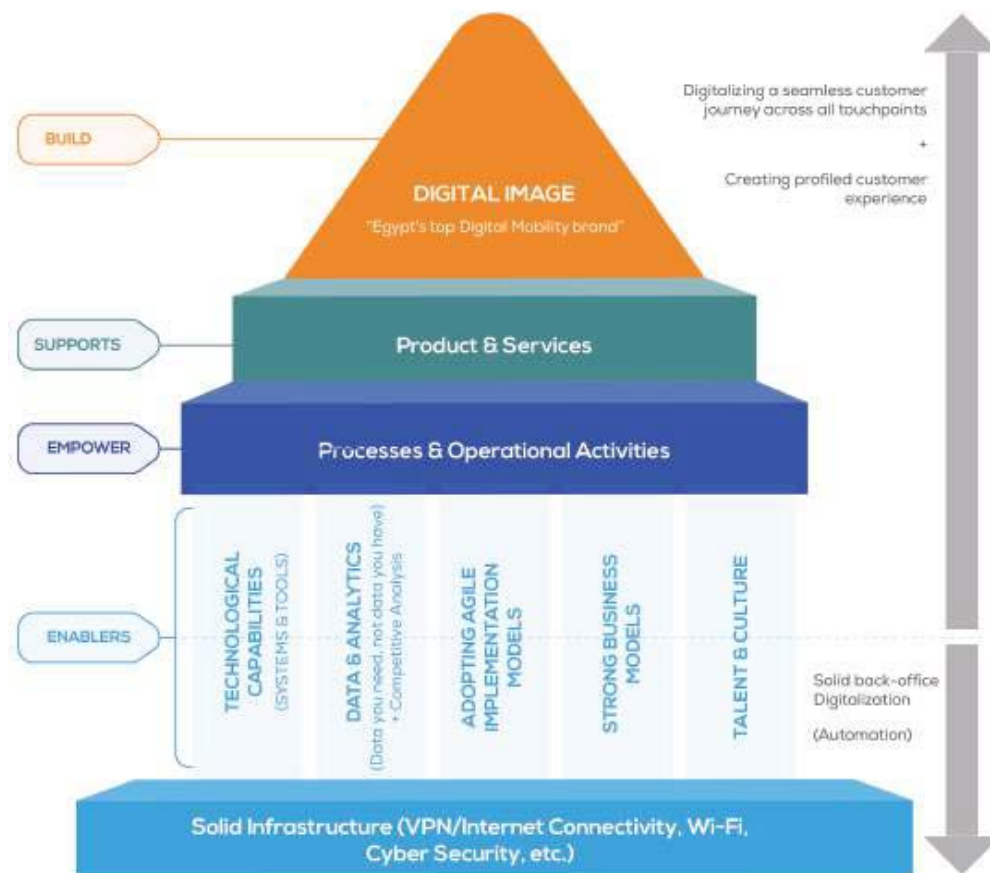 BUILD
DIGITAL IMAGE
"Egypt's top Digital Mobility brand"
Digitalizing a seamless customer
journey across all touchpoints
+
Creating profiled customer
experience
SUPPORTS
Product & Services
EMPOWER
Processes & Operational Activities
ENABLERS
TECHNOLOGICAL
CAPABILITIES
(SYSTEMS & TOOLS)
DATA & ANALYTICS
(Data you need, not data you have)
+ Competitive Analysis
ADOPTING AGILE
IMPLEMENTATION
MODELS
STRONG BUSINESS
MODELS
TALENT & CULTURE
Solid back-office
Digitalization
(Automation)
Solid Infrastructure (VPN/Internet Connectivity, Wi-Fi,
Cyber Security, etc.)